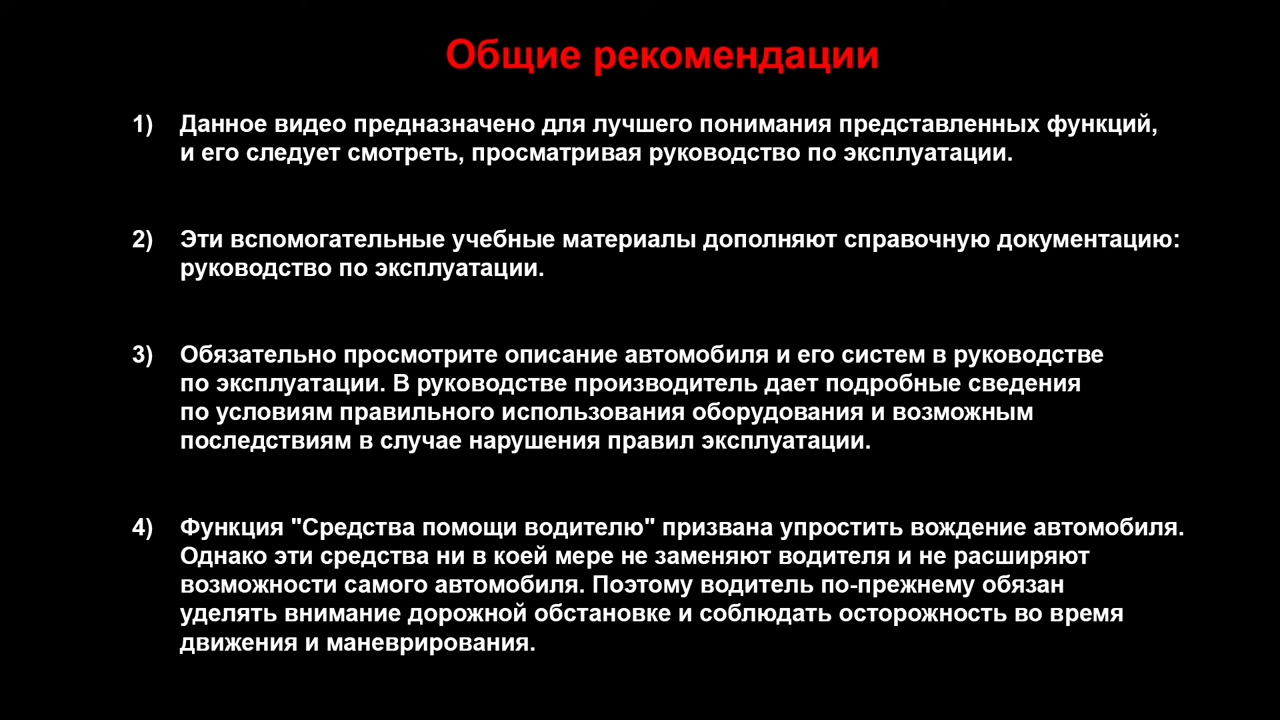 Общие рекомендации
1) Данное видео предназначено для лучшего понимания представленных функций,
и его следует смотреть, просматривая руководство по эксплуатации.
2) Эти вспомогательные учебные материалы дополняют справочную документацию:
руководство по эксплуатации.
3) Обязательно просмотрите описание автомобиля и его систем в руководстве
по эксплуатации. В руководстве производитель дает подробные сведения
по условиям правильного использования оборудования и возможным
последствиям в случае нарушения правил эксплуатации.
4) Функция "Средства помощи водителю" призвана упростить вождение автомобиля.
Однако эти средства ни в коей мере не заменяют водителя и не расширяют
возможности самого автомобиля. Поэтому водитель по-прежнему обязан
уделять внимание дорожной обстановке и соблюдать осторожность во время
движения и маневрирования.